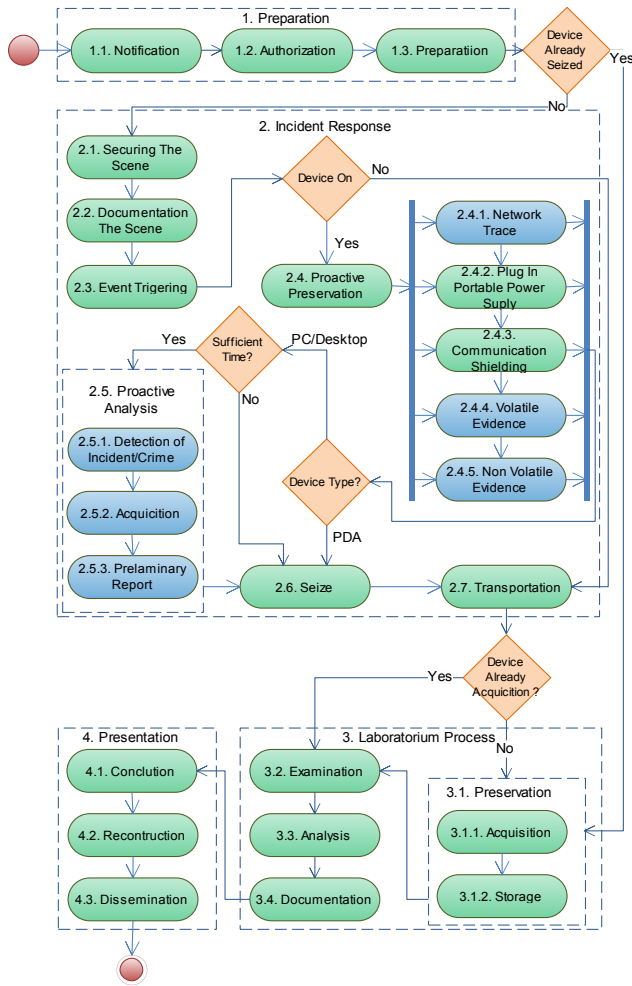 1. Preparation
1.1. Notification
1.2. Authorization
1.3. Preparation
Device
Already
Seized
Yes
No
2. Incident Response
2.1. Securing The
Scene
2.2. Documentation
The Scene
2.3. Event Trigering
Device On
No
Yes
2.4. Proactive
Preservation
2.4.1. Network
Trace
2.4.2. Plug In
Portable Power
Suply
2.4.3.
Communication
Shielding
2.4.4. Volatile
Evidence
2.4.5. Non Volatile
Evidence
Sufficient
Time?
Yes
PC/Desktop
No
2.5. Proactive
Analysis
2.5.1. Detection of
Incident/Crime
2.5.2. Acquicition
2.5.3. Prelaminary
Report
Device Type?
PDA
2.6. Seize
2.7. Transportation
Device
Already
Acquicition ?
Yes
No
4. Presentation
4.1. Conclution
4.2. Recontruction
4.3. Dissemination
3. Laboratorium Process
3.2. Examination
3.3. Analysis
3.4. Documentation
3.1. Preservation
3.1.1. Acquisition
3.1.2. Storage